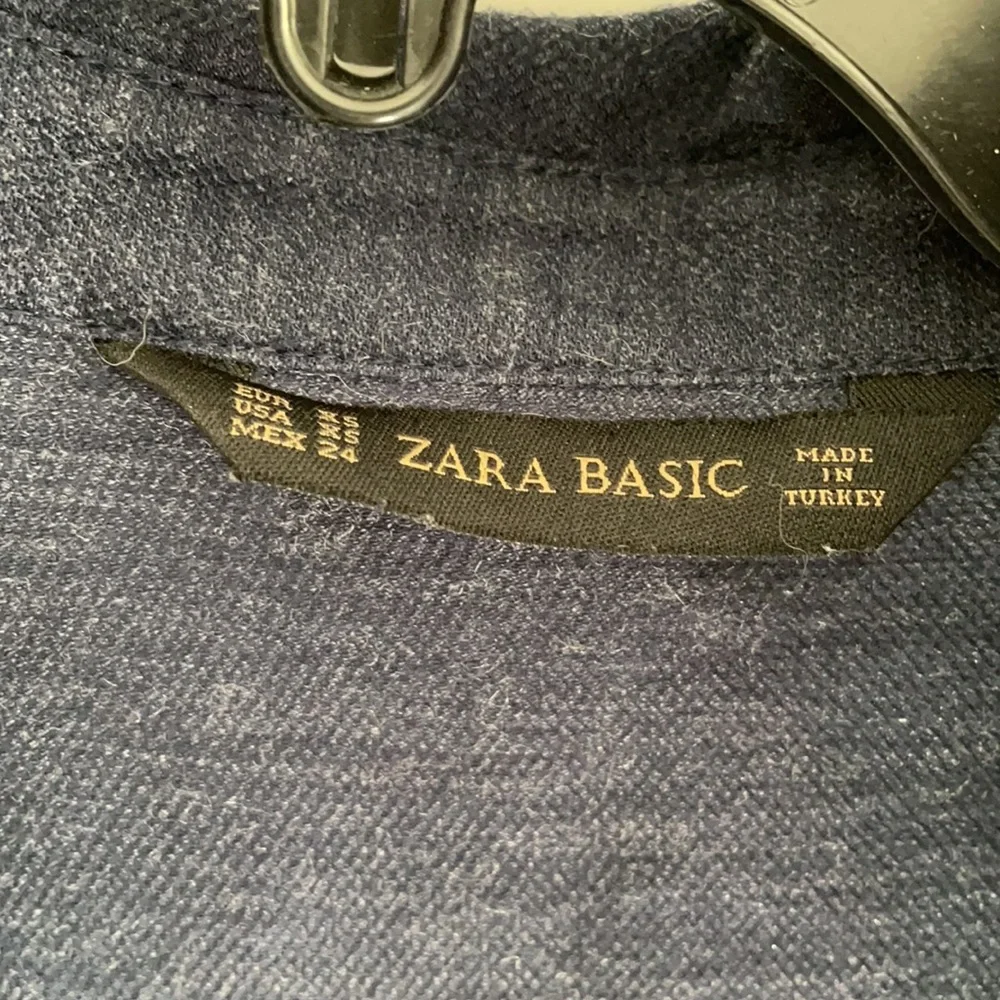 EUR XS
USA XS
MEX 24
ZARA BASIC
MADE
IN
TURKEY